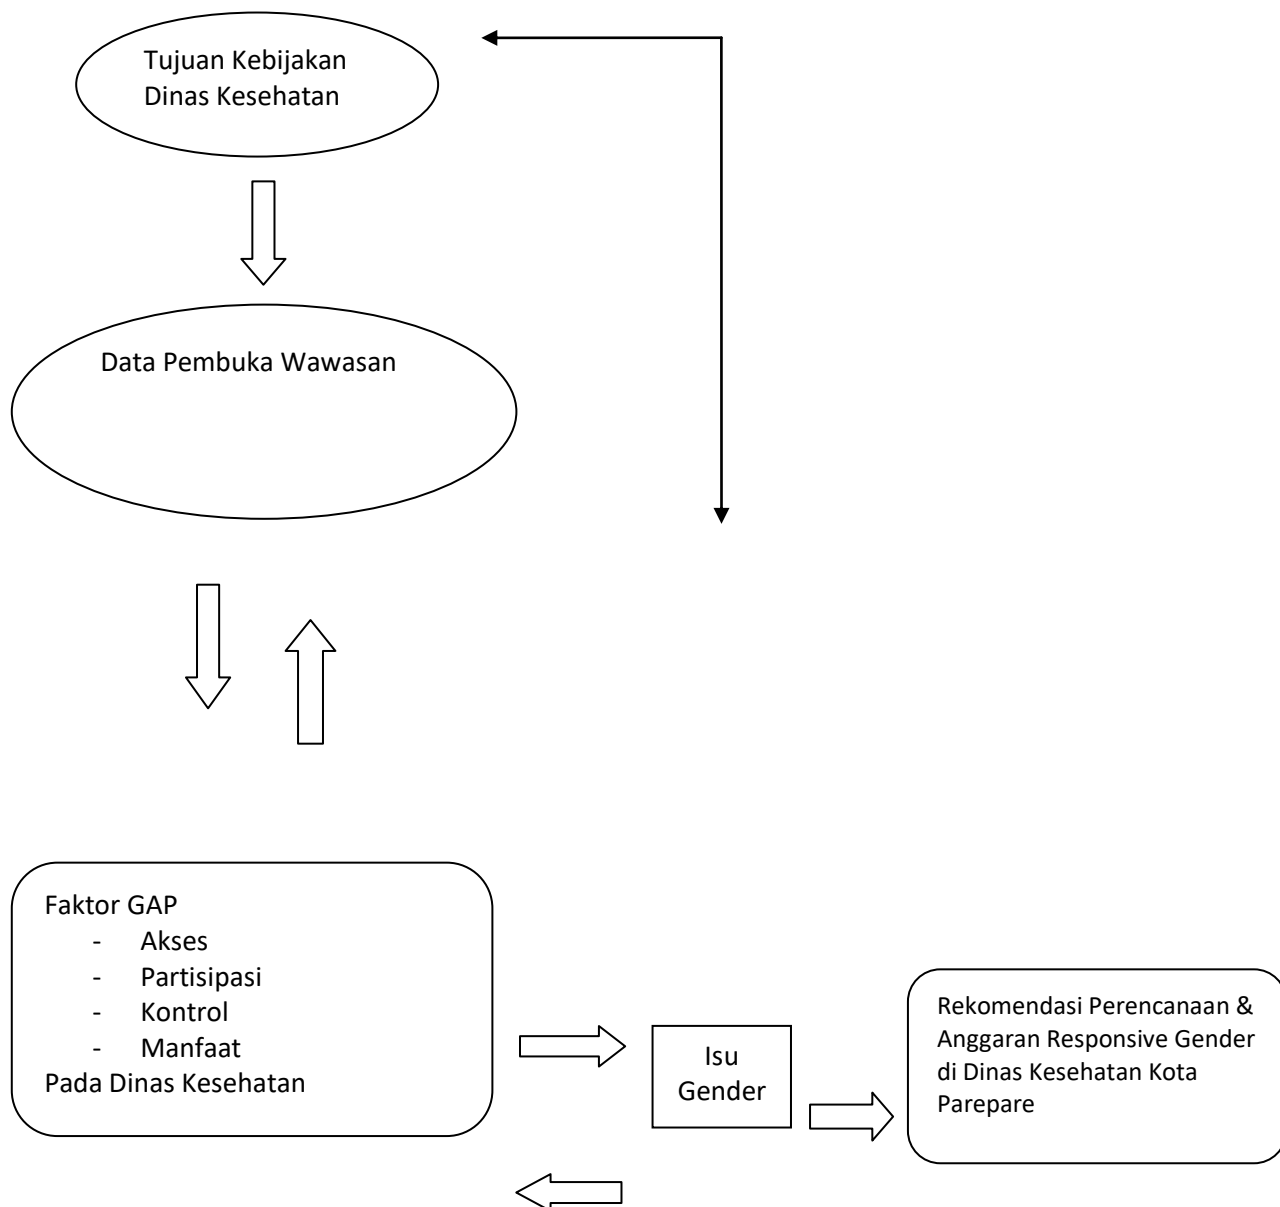 Tujuan Kebijakan
Dinas Kesehatan
Data Pembuka Wawasan
Faktor GAP
- Akses
- Partisipasi
- Kontrol
- Manfaat
Pada Dinas Kesehatan
Isu
Gender
Rekomendasi Perencanaan &
Anggaran Responsive Gender
di Dinas Kesehatan Kota
Parepare